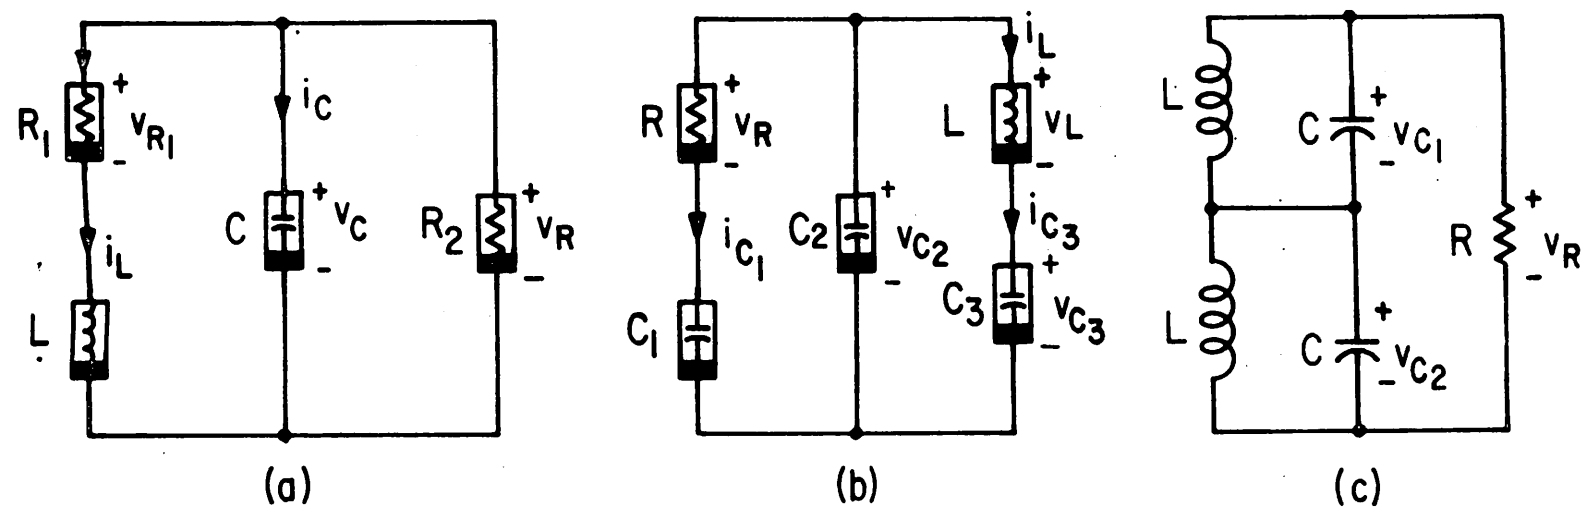 R1 + vR1 -
iL
L
iC
C + vC -
R2 + vR -
(a)
R + vR -
iC1
C1
C2 + vC2 -
iL
L + vL -
iC3
C3 + vC3 -
(b)
L
L
C + vC1 -
C + vC2 -
R + vR -
(c)